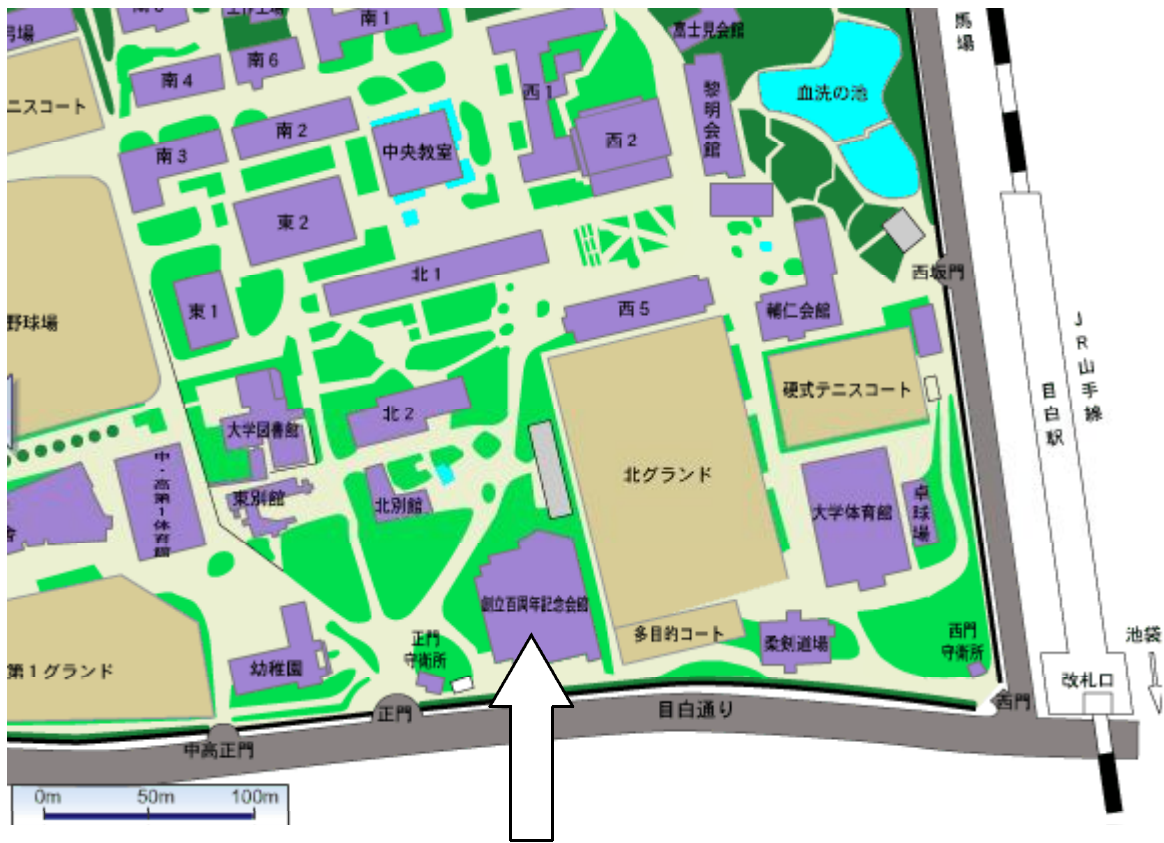 南１
富士見会館
馬場
弓場
南６
南４
西１
血洗の池
黎明会館
ニスコート
南２
西２
南３
中央教室
東２
西坂門
北１
東１
西５
輔仁会館
野球場
JR山手線
硬式テニスコート
目白駅
北２
大学図書館
中・高第１体育館
北グランド
東別館
北別館
大学体育館
卓球場
創立百周年記念会館
正門
守衛所
多目的コート
柔剣道場
西門
守衛所
池袋
第１グランド
幼稚園
改札口
正門
目白通り
西門
中高正門
0m
50m
100m